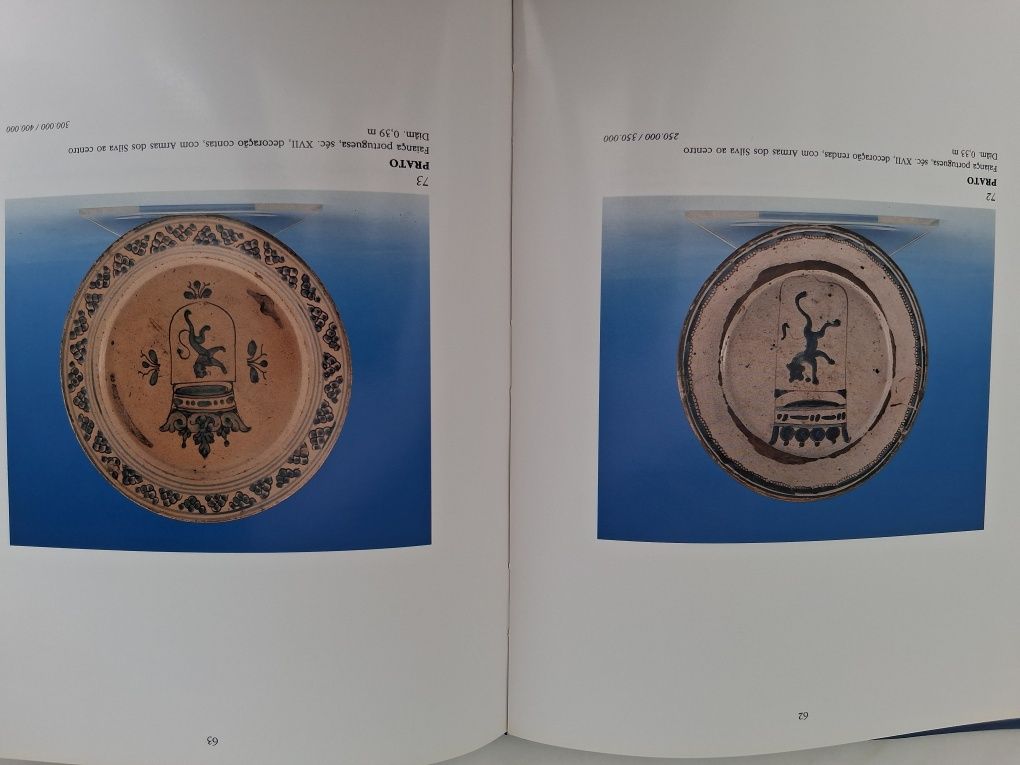 72
PRATO
Faiança portuguesa, séc. XVII, decoração rendas, com Armas dos Silva ao centro
Diâm. 0,33 m
250.000 / 350.000
62
73
PRATO
Faiança portuguesa, séc. XVII, decoração contas, com Armas dos Silva ao centro
Diâm. 0,39 m
300.000 / 400.000
63